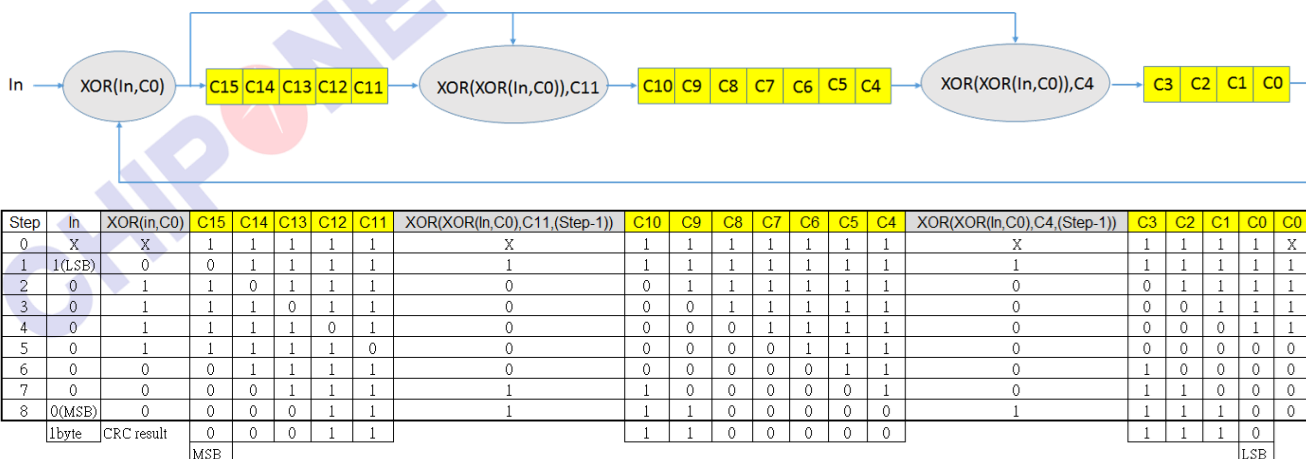 CHIPONE
In XOR(In,C0) C15 C14 C13 C12 C11 XOR(XOR(In,C0)),C11 C10 C9 C8 C7 C6 C5 C4 XOR(XOR(In,C0)),C4 C3 C2 C1 C0
Step In XOR(in,C0) C15 C14 C13 C12 C11 XOR(XOR(In,C0),C11,(Step-1)) C10 C9 C8 C7 C6 C5 C4 XOR(XOR(In,C0),C4,(Step-1)) C3 C2 C1 C0 C0
0 X X 1 1 1 1 1 X 1 1 1 1 1 1 1 X 1 1 1 1 X
1 1(LSB) 0 0 1 1 1 1 1 1 1 1 1 1 1 1 1 1 1 1 1 1
2 0 1 1 0 1 1 1 0 0 1 1 1 1 1 1 0 0 1 1 1 1
3 0 1 1 1 0 1 1 0 0 0 1 1 1 1 1 0 0 0 1 1 1
4 0 1 1 1 1 0 1 0 0 0 0 1 1 1 1 0 0 0 0 1 1
5 0 1 1 1 1 1 0 0 0 0 0 0 1 1 1 0 0 0 0 0 0
6 0 0 0 1 1 1 1 0 0 0 0 0 0 1 1 0 1 0 0 0 0
7 0 0 0 0 1 1 1 1 1 0 0 0 0 0 1 0 1 1 0 0 0
8 0(MSB) 0 0 0 0 1 1 1 1 1 0 0 0 0 0 1 1 1 1 0 0
1byte CRC result 0 0 0 1 1 1 1 0 0 0 0 0 1 1 1 0
MSB LSB